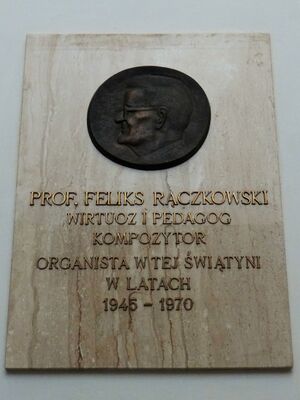 PROF. FELIKS RĄCZKOWSKI
WIRTUOZ I PEDAGOG
KOMPOZYTOR
ORGANISTA W TEJ ŚWIĄTYNI
W LATACH
1945 - 1970